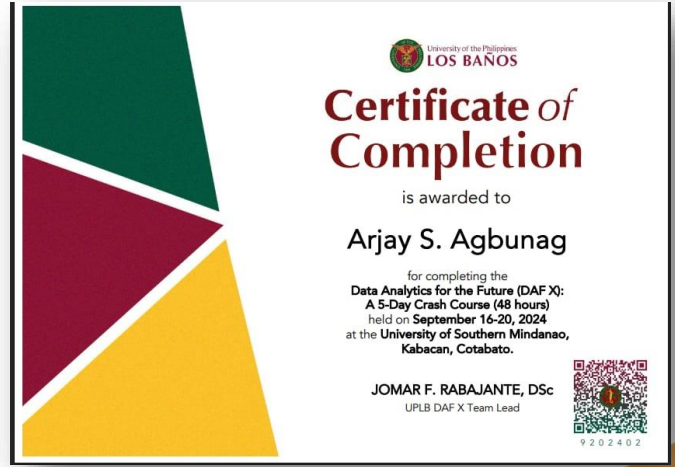 University of the Philippines
LOS BAÑOS
Certificate of
Completion
is awarded to
Arjay S. Agbunag
for completing the
Data Analytics for the Future (DAF X):
A 5-Day Crash Course (48 hours)
held on September 16-20, 2024
at the University of Southern Mindanao,
Kabacan, Cotabato.
JOMAR F. RABAJANTE, DSc
UPLB DAF X Team Lead
9202402